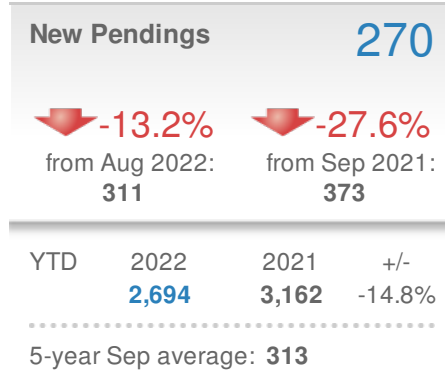 New Pendings 270
-13.2% -27.6%
from Aug 2022: from Sep 2021:
311 373
YTD 2022 2021 +/-
2,694 3,162 -14.8%
5-year Sep average: 313